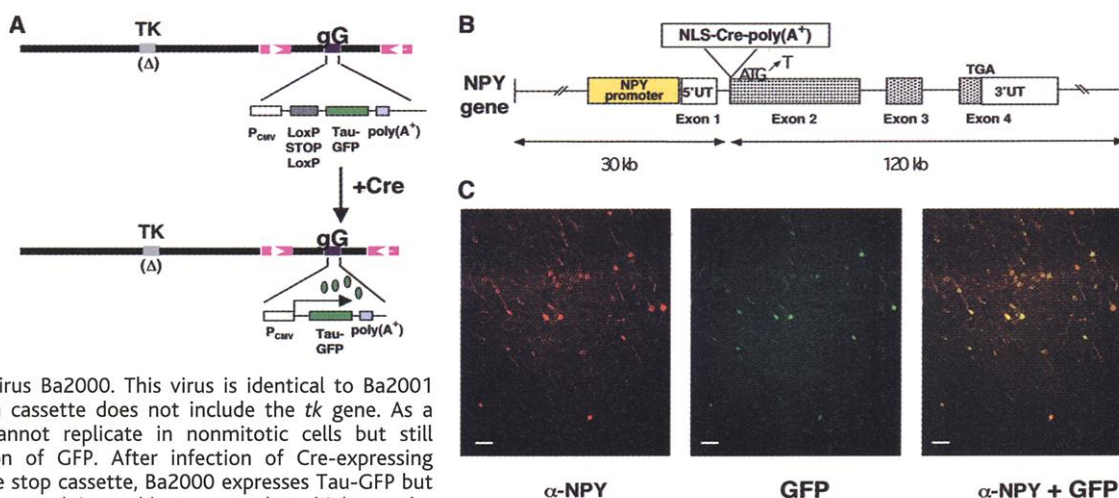 A
TK
gG
(Δ)
P_CMV LoxP Tau- poly(A⁺)
STOP GFP
LoxP
+Cre
TK
gG
(Δ)
P_CMV Tau- poly(A⁺)
GFP
irus Ba2000. This virus is identical to Ba2001
cassette does not include the tk gene. As a
annot replicate in nonmitotic cells but still
on of GFP. After infection of Cre-expressing
e stop cassette, Ba2000 expresses Tau-GFP but
B
NLS-Cre-poly(A⁺)
ATG T
TGA
NPY gene
NPY promoter
5'UT
3'UT
Exon 1 Exon 2 Exon 3 Exon 4
30 kb 120 kb
C
α-NPY GFP α-NPY + GFP